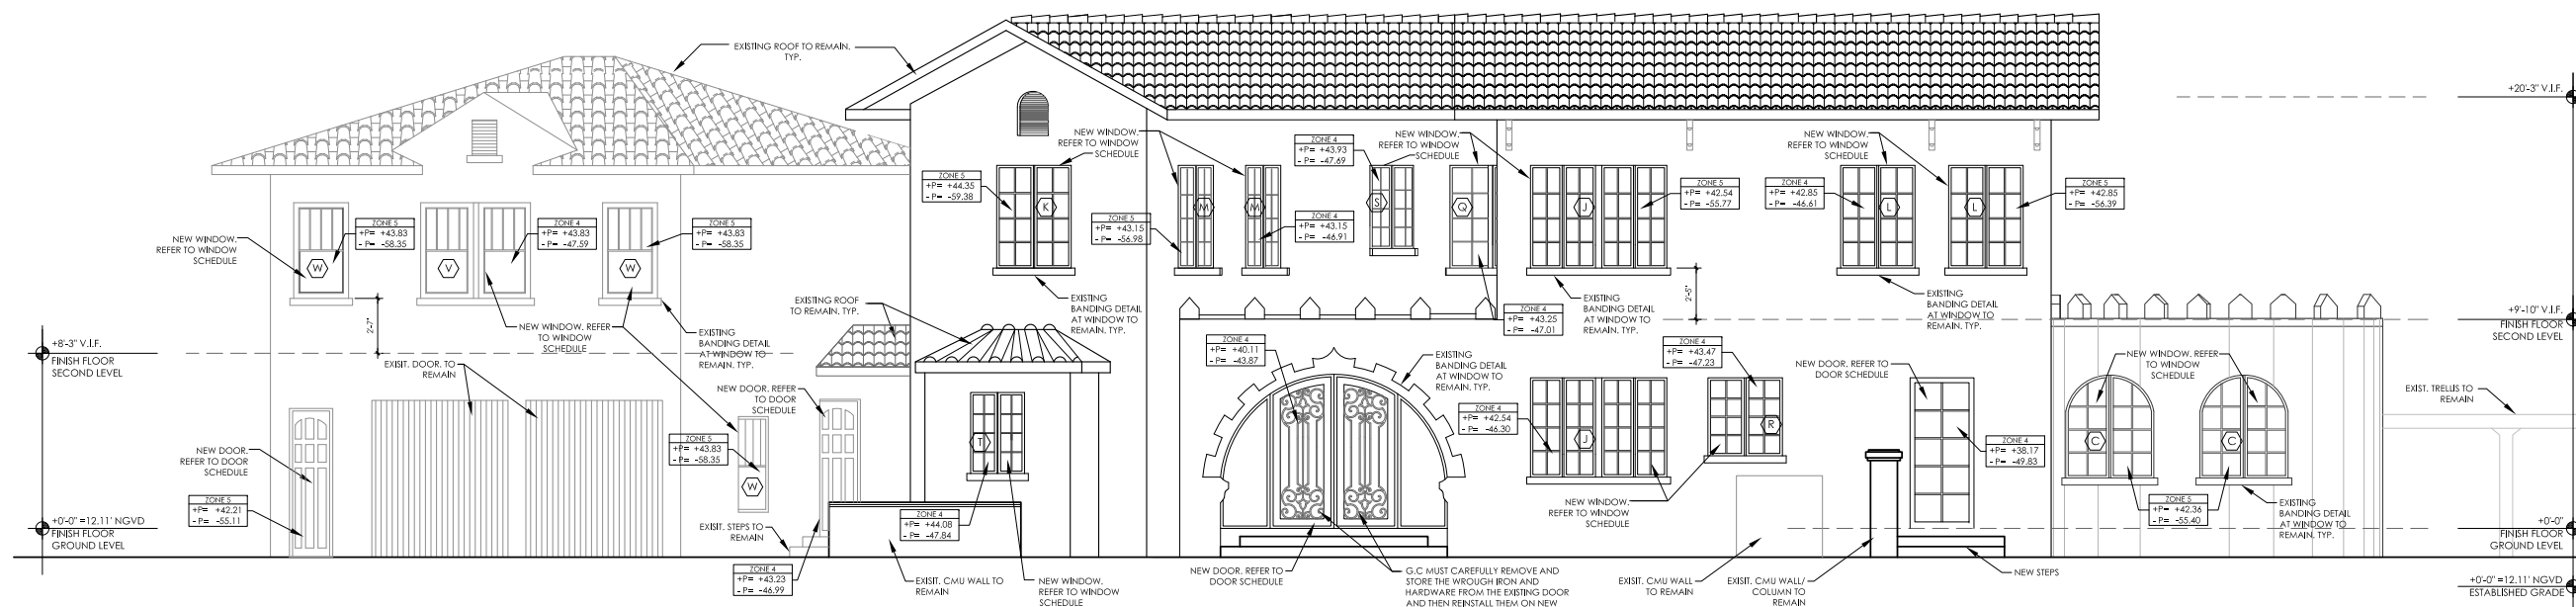 EXISTING ROOF TO REMAIN.
TYP.
+20'-3" V.I.F.
NEW WINDOW.
REFER TO WINDOW
SCHEDULE
ZONE 4
+P= +43.93
- P= -47.69
NEW WINDOW.
REFER TO WINDOW
SCHEDULE
NEW WINDOW.
REFER TO WINDOW
SCHEDULE
ZONE 5
+P= +44.35
- P= -59.38
ZONE 5
+P= +42.54
- P= -55.77
ZONE 4
+P= +42.85
- P= -46.61
ZONE 5
+P= +42.85
- P= -56.39
K
M
M
S
Q
J
L
L
ZONE 5
+P= +43.15
- P= -56.98
ZONE 4
+P= +43.15
- P= -46.91
ZONE 5
+P= +43.83
- P= -58.35
ZONE 4
+P= +43.83
- P= -47.59
ZONE 5
+P= +43.83
- P= -58.35
NEW WINDOW.
REFER TO WINDOW
SCHEDULE
W
V
W
2'-7"
2'-5"
EXISTING ROOF
TO REMAIN. TYP.
EXISTING
BANDING DETAIL
AT WINDOW TO
REMAIN. TYP.
EXISTING
BANDING DETAIL
AT WINDOW TO
REMAIN. TYP.
EXISTING
BANDING DETAIL
AT WINDOW TO
REMAIN. TYP.
ZONE 4
+P= +43.25
- P= -47.01
NEW WINDOW. REFER
TO WINDOW
SCHEDULE
EXISTING
BANDING DETAIL
AT WINDOW TO
REMAIN. TYP.
+9'-10" V.I.F.
FINISH FLOOR
SECOND LEVEL
+8'-3" V.I.F.
FINISH FLOOR
SECOND LEVEL
EXISIT. DOOR. TO
REMAIN
ZONE 4
+P= +40.11
- P= -43.87
EXISTING
BANDING DETAIL
AT WINDOW TO
REMAIN. TYP.
ZONE 4
+P= +43.47
- P= -47.23
NEW DOOR. REFER TO
DOOR SCHEDULE
NEW WINDOW. REFER
TO WINDOW
SCHEDULE
EXIST. TRELLIS TO
REMAIN
NEW DOOR. REFER
TO DOOR
SCHEDULE
ZONE 4
+P= +42.54
- P= -46.30
T
J
R
C
C
NEW DOOR.
REFER TO DOOR
SCHEDULE
ZONE 5
+P= +43.83
- P= -58.35
W
ZONE 4
+P= +38.17
- P= -49.83
ZONE 5
+P= +42.21
- P= -55.11
ZONE 5
+P= +42.36
- P= -55.40
EXISTING
BANDING DETAIL
AT WINDOW TO
REMAIN. TYP.
NEW WINDOW.
REFER TO WINDOW
SCHEDULE
+0'-0" =12.11' NGVD
FINISH FLOOR
GROUND LEVEL
EXISIT. STEPS TO
REMAIN
ZONE 4
+P= +44.08
- P= -47.84
+0'-0"
FINISH FLOOR
GROUND LEVEL
ZONE 4
+P= +43.23
- P= -46.99
EXISIT. CMU WALL TO
REMAIN
NEW WINDOW.
REFER TO WINDOW
SCHEDULE
NEW DOOR. REFER TO
DOOR SCHEDULE
G.C MUST CAREFULLY REMOVE AND
STORE THE WROUGH IRON AND
HARDWARE FROM THE EXISTING DOOR
AND THEN REINSTALL THEM ON NEW
EXISIT. CMU WALL
TO REMAIN
EXISIT. CMU WALL/
COLUMN TO
REMAIN
NEW STEPS
+0'-0" =12.11' NGVD
ESTABLISHED GRADE